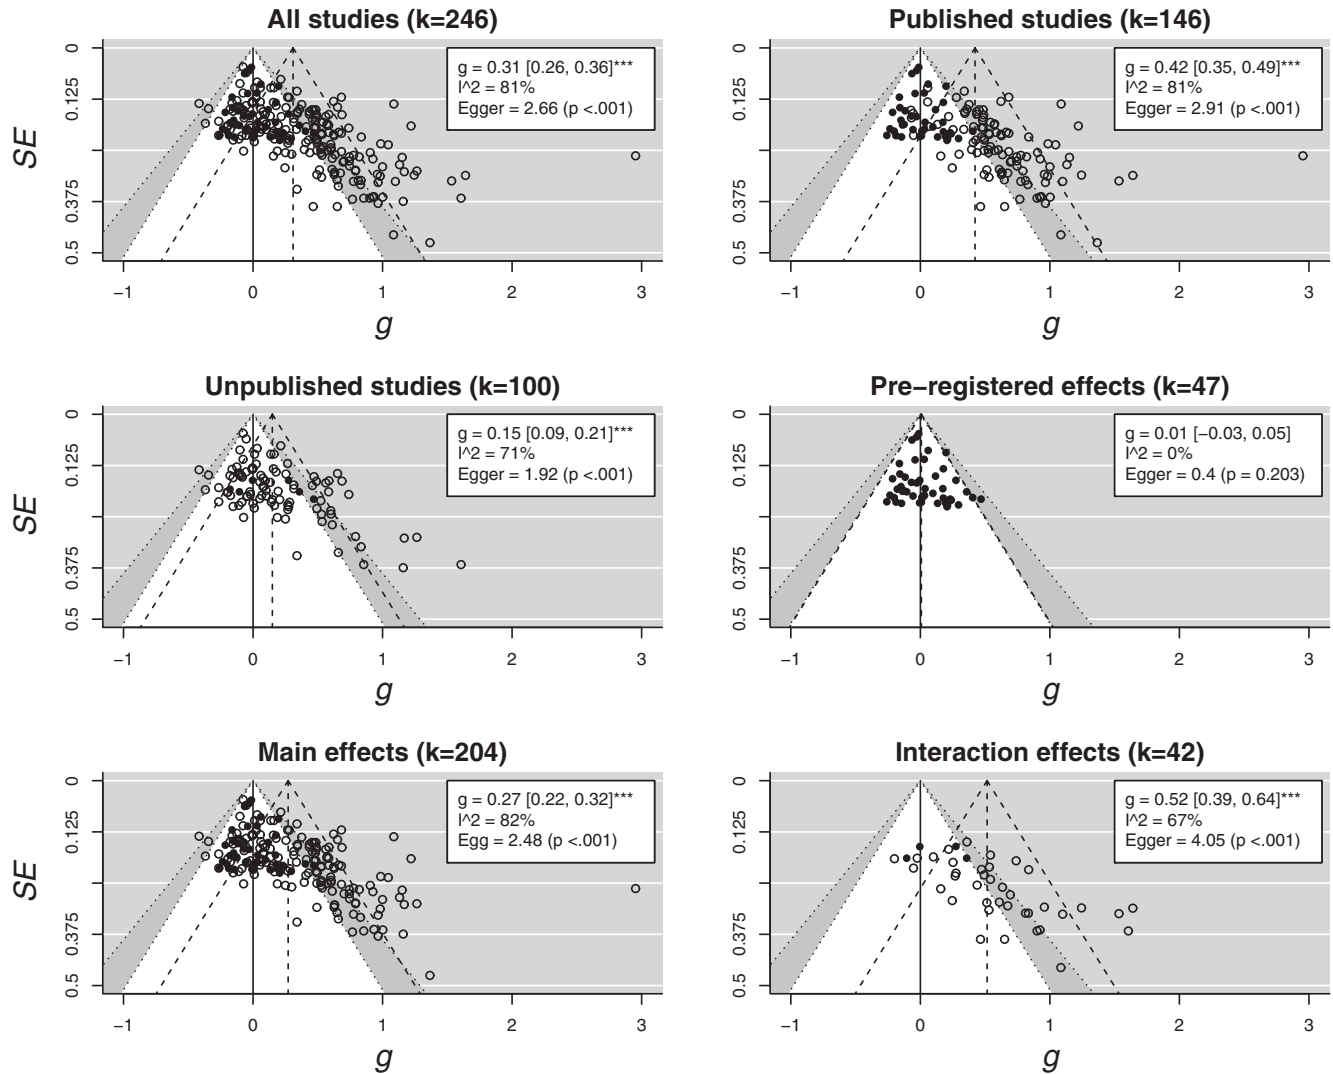 All studies (k=246)
g = 0.31 [0.26, 0.36]***
I^2 = 81%
Egger = 2.66 (p <.001)
SE
0
0.125
0.375
0.5
−1
0
1
2
3
g
Published studies (k=146)
g = 0.42 [0.35, 0.49]***
I^2 = 81%
Egger = 2.91 (p <.001)
0
0.125
0.375
0.5
−1
0
1
2
3
g
Unpublished studies (k=100)
g = 0.15 [0.09, 0.21]***
I^2 = 71%
Egger = 1.92 (p <.001)
SE
0
0.125
0.375
0.5
−1
0
1
2
3
g
Pre−registered effects (k=47)
g = 0.01 [−0.03, 0.05]
I^2 = 0%
Egger = 0.4 (p = 0.203)
0
0.125
0.375
0.5
−1
0
1
2
3
g
Main effects (k=204)
g = 0.27 [0.22, 0.32]***
I^2 = 82%
Egg = 2.48 (p <.001)
SE
0
0.125
0.375
0.5
−1
0
1
2
3
g
Interaction effects (k=42)
g = 0.52 [0.39, 0.64]***
I^2 = 67%
Egger = 4.05 (p <.001)
0
0.125
0.375
0.5
−1
0
1
2
3
g